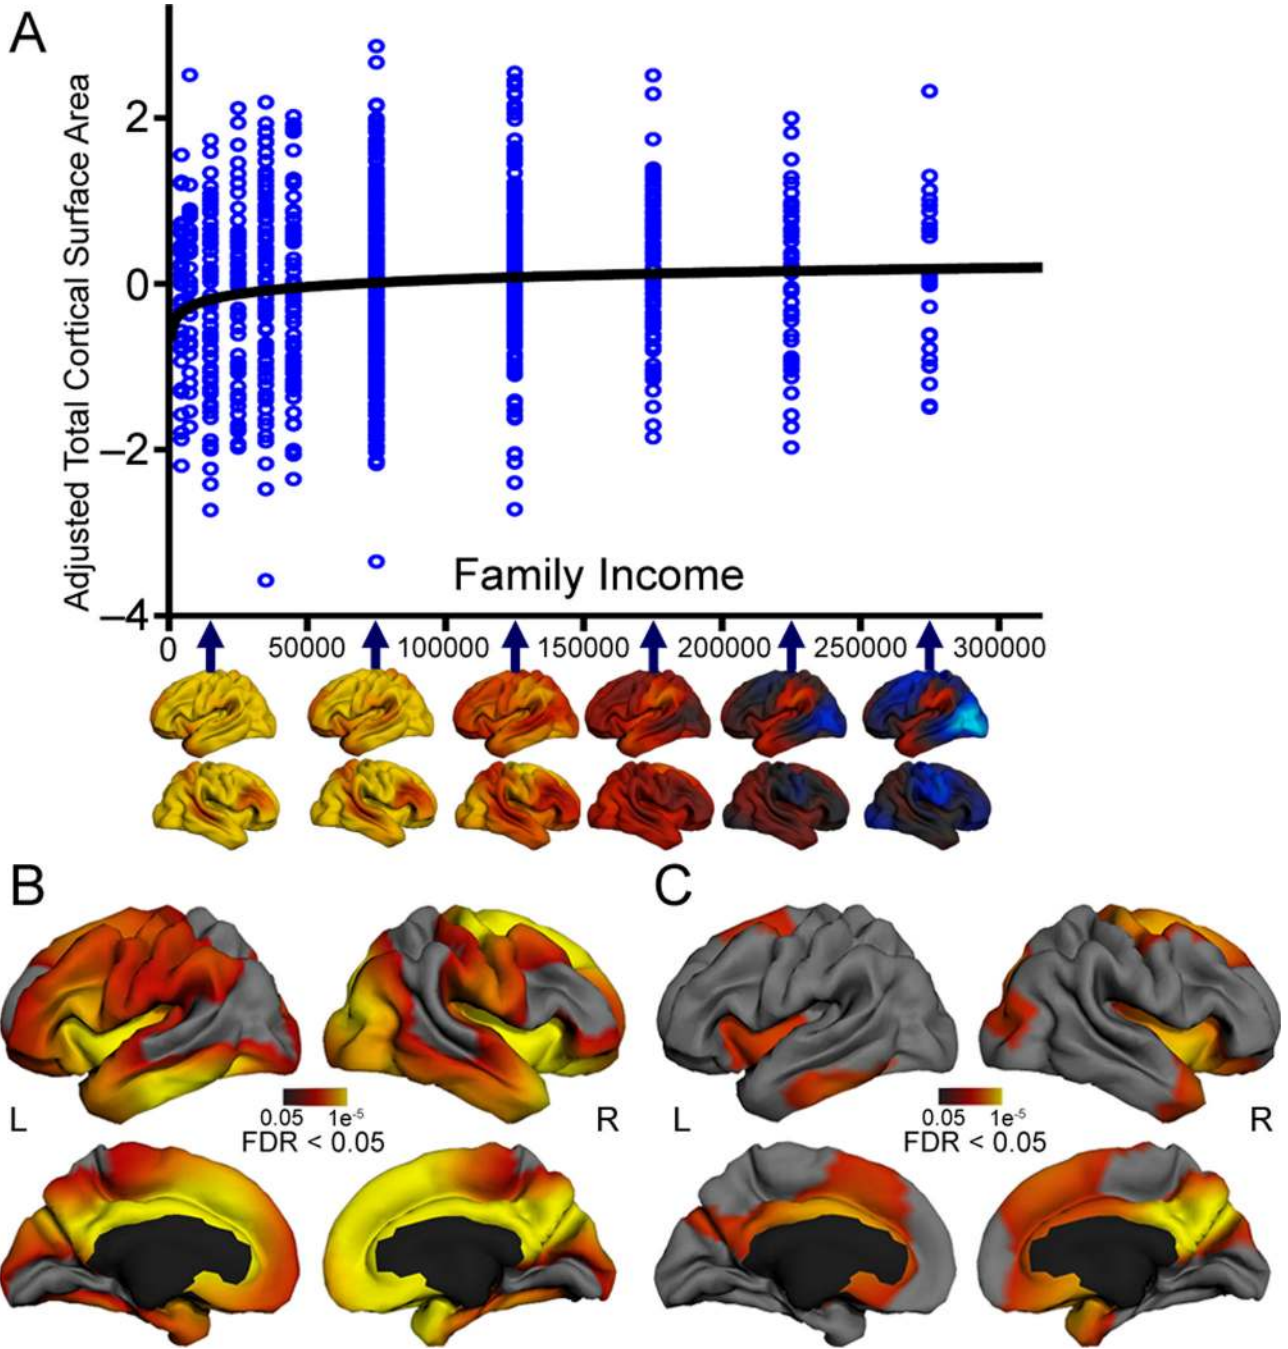 A
Adjusted Total Cortical Surface Area
2
0
–2
–4
Family Income
0 50000 100000 150000 200000 250000 300000
B
C
0.05 1e-5
FDR < 0.05
L R
0.05 1e-5
FDR < 0.05
L R